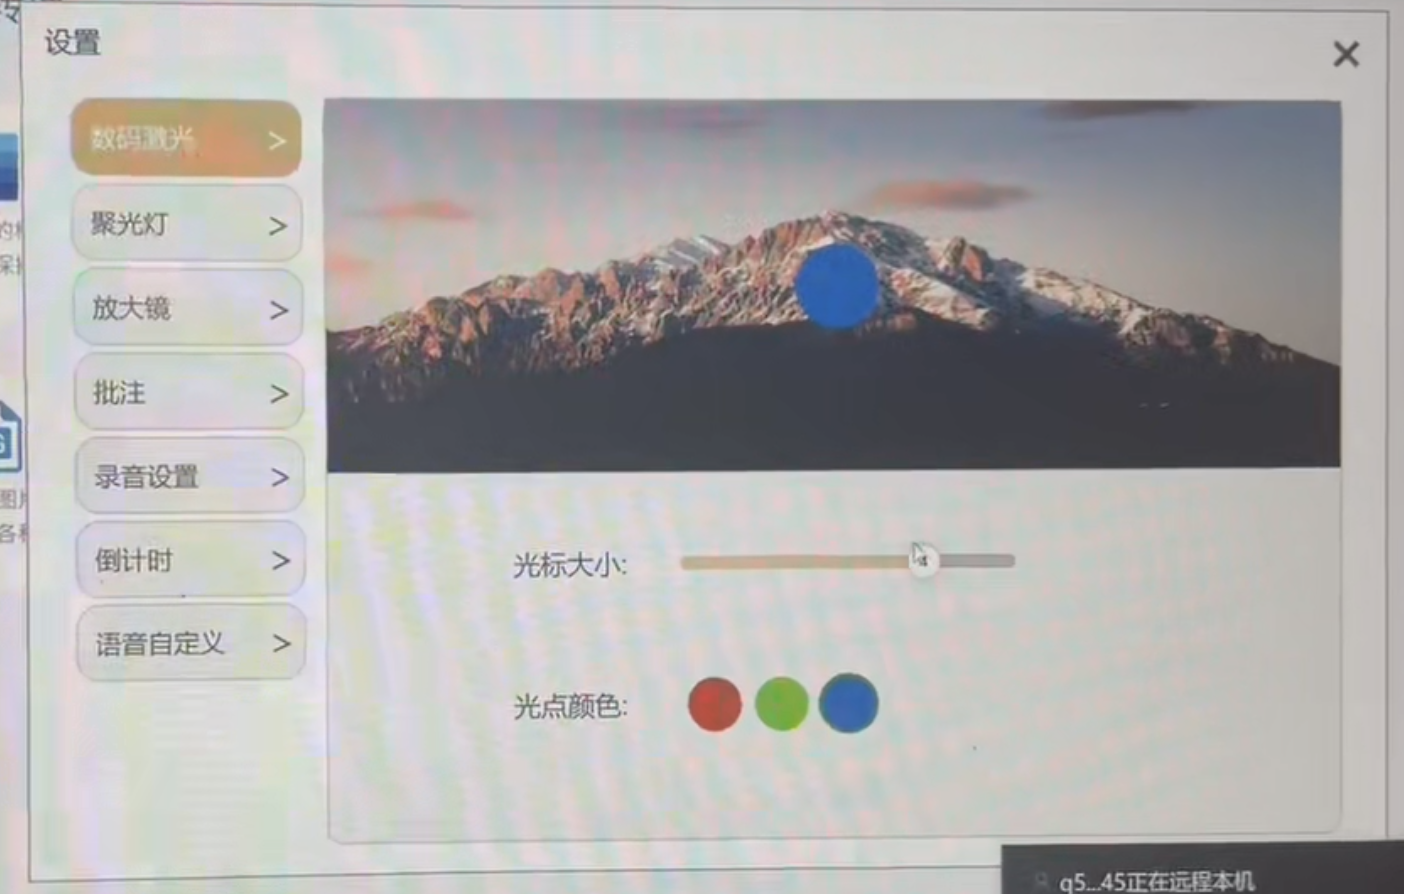 设置
数码激光 >
聚光灯 >
放大镜 >
批注 >
录音设置 >
倒计时 >
语音自定义 >
光标大小:
光点颜色:
q5...45正在远程本机